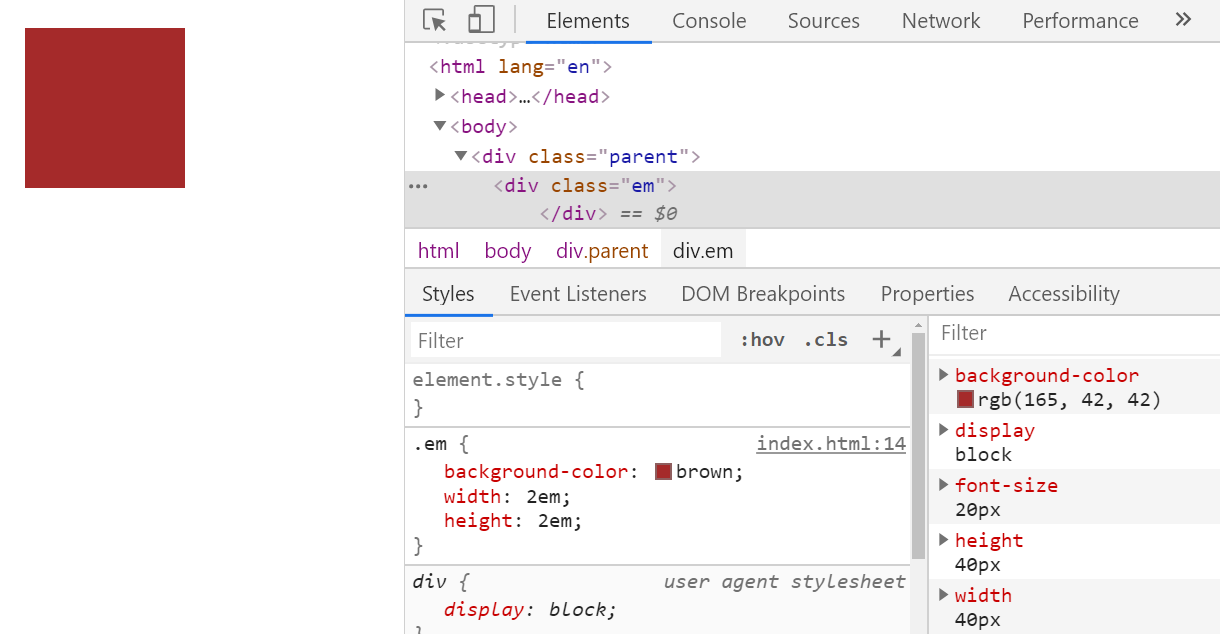 Elements Console Sources Network Performance »
<html lang="en">
<head>…</head>
<body>
<div class="parent">
··· <div class="em">
</div> == $0
html body div.parent div.em
Styles Event Listeners DOM Breakpoints Properties Accessibility
Filter :hov .cls +
element.style {
}
.em { index.html:14
background-color: brown;
width: 2em;
height: 2em;
}
div { user agent stylesheet
display: block;
Filter
background-color
rgb(165, 42, 42)
display
block
font-size
20px
height
40px
width
40px